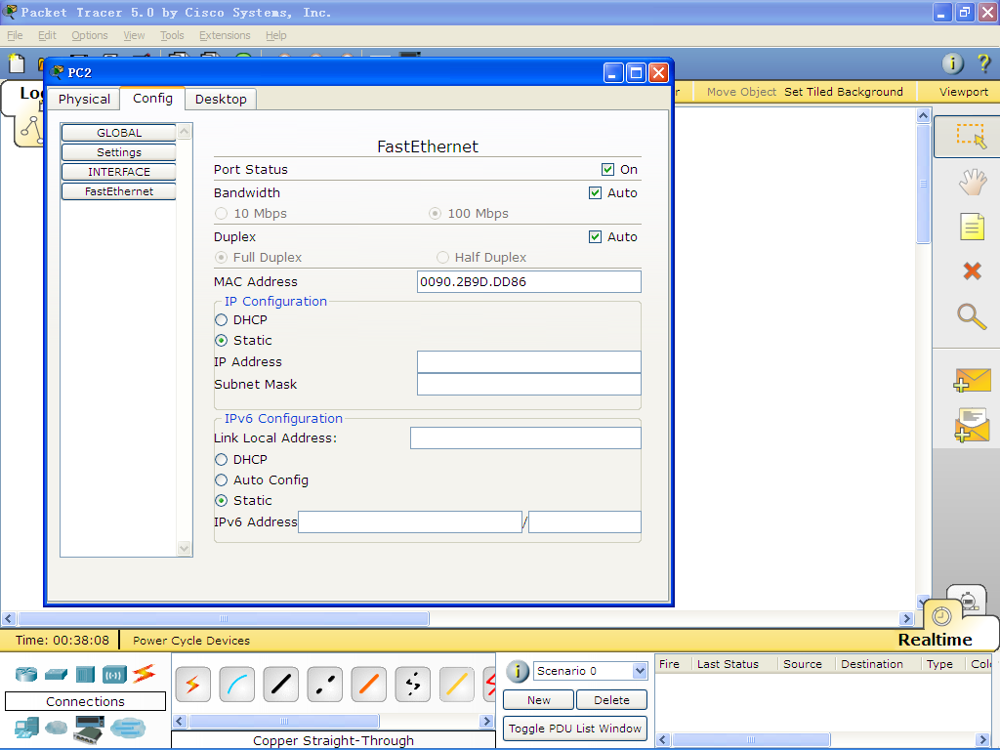 Packet Tracer 5.0 by Cisco Systems, Inc.
File Edit Options View Tools Extensions Help
PC2
Physical Config Desktop
Move Object Set Tiled Background Viewport
GLOBAL
Settings
INTERFACE
FastEthernet
FastEthernet
Port Status On
Bandwidth Auto
10 Mbps 100 Mbps
Duplex Auto
Full Duplex Half Duplex
MAC Address 0090.2B9D.DD86
IP Configuration
DHCP
Static
IP Address
Subnet Mask
IPv6 Configuration
Link Local Address:
DHCP
Auto Config
Static
IPv6 Address /
Realtime
Time: 00:38:08 Power Cycle Devices
Connections
Copper Straight-Through
Scenario 0
New Delete
Toggle PDU List Window
Fire Last Status Source Destination Type